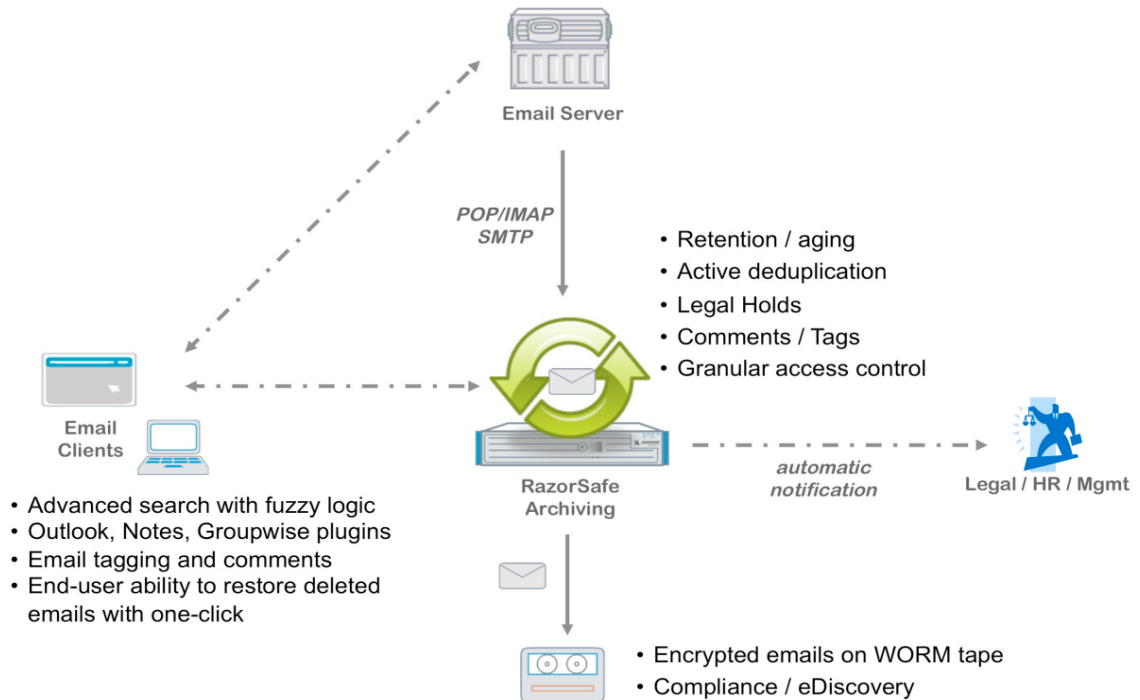 Email Server
POP/IMAP
SMTP
• Retention / aging
• Active deduplication
• Legal Holds
• Comments / Tags
• Granular access control
Email
Clients
• Advanced search with fuzzy logic
• Outlook, Notes, Groupwise plugins
• Email tagging and comments
• End-user ability to restore deleted
emails with one-click
RazorSafe
Archiving
automatic
notification
Legal / HR / Mgmt
• Encrypted emails on WORM tape
• Compliance / eDiscovery